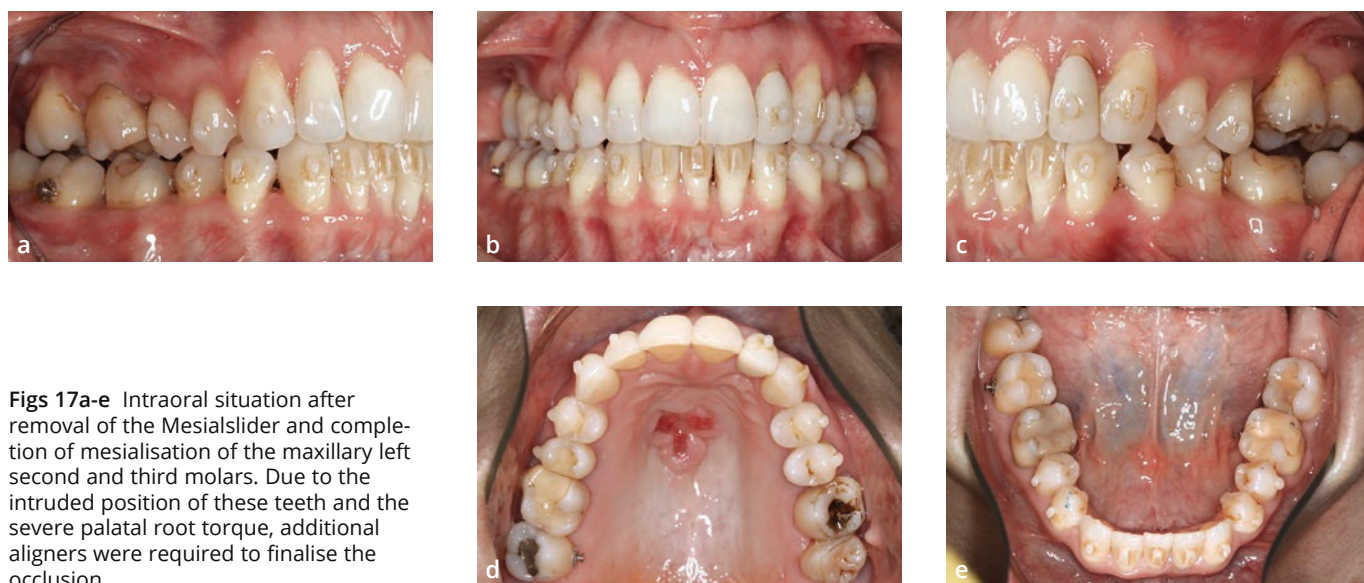 a
b
c
Figs 17a-e Intraoral situation after
removal of the Mesialslider and comple-
tion of mesialisation of the maxillary left
second and third molars. Due to the
intruded position of these teeth and the
severe palatal root torque, additional
aligners were required to finalise the
occlusion.
d
e